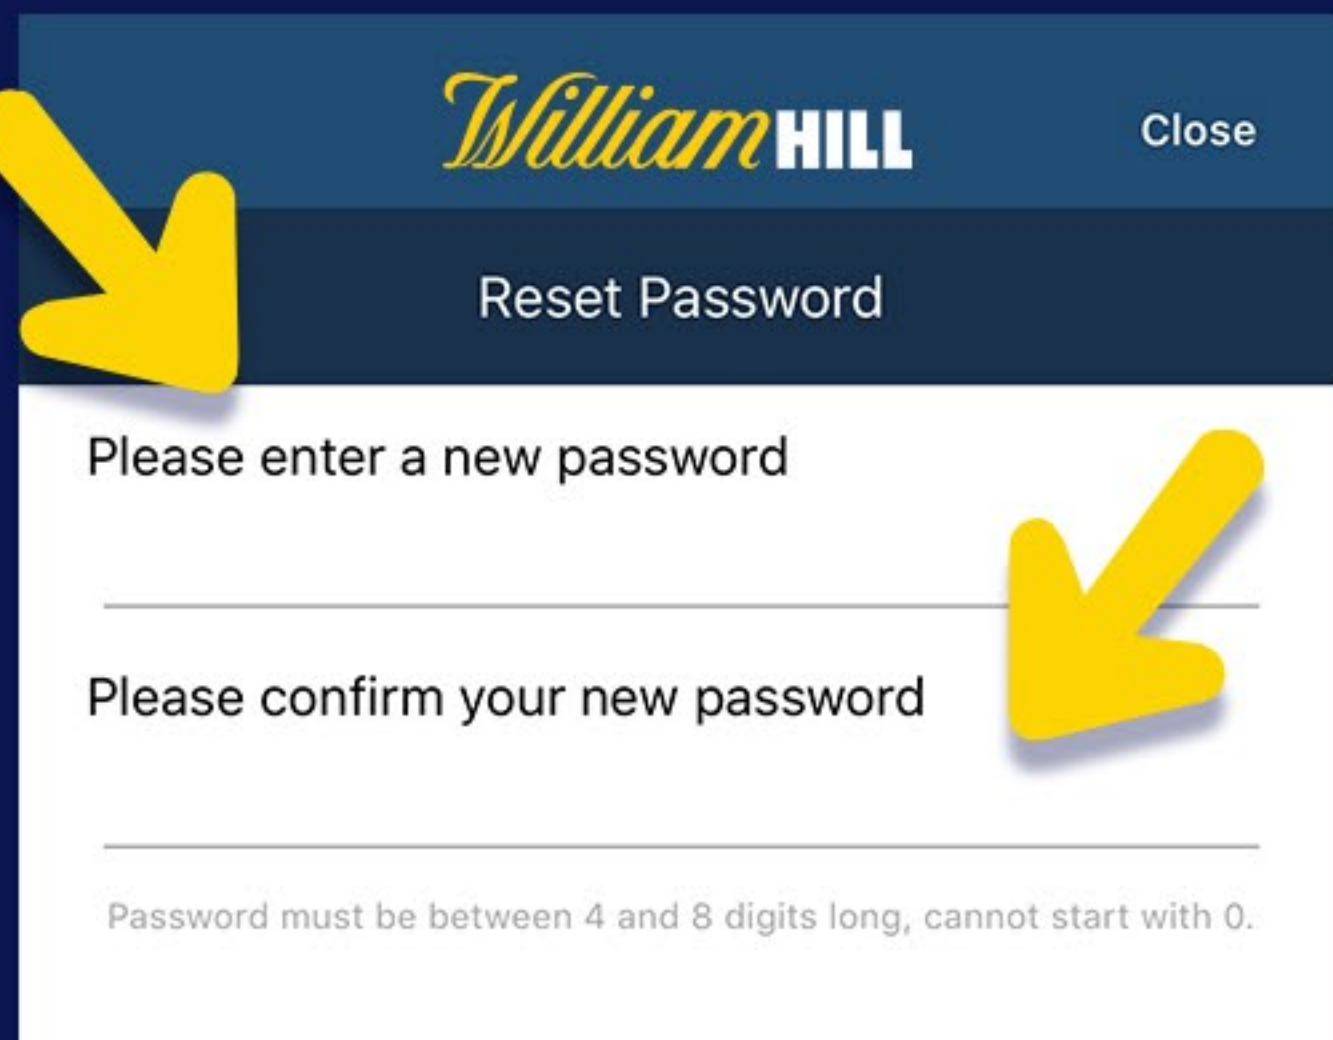 William HILL
Close
Reset Password
Please enter a new password
Please confirm your new password
Password must be between 4 and 8 digits long, cannot start with 0.